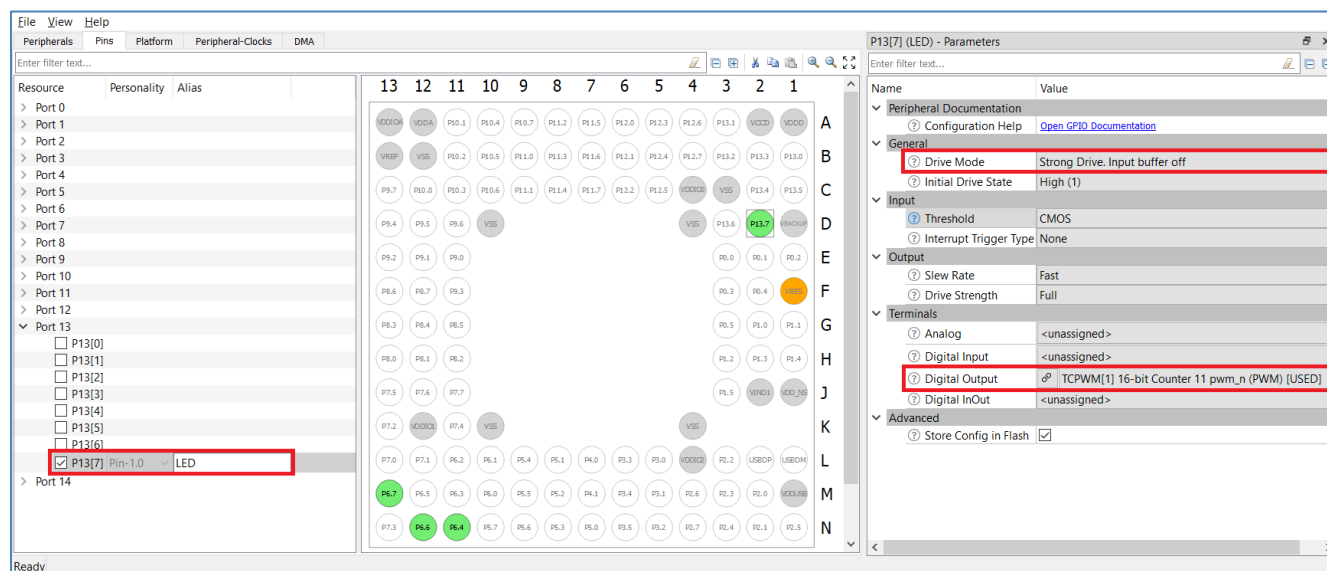 File View Help
Peripherals Pins Platform Peripheral-Clocks DMA
Enter filter text...
Resource Personality Alias
Port 0
Port 1
Port 2
Port 3
Port 4
Port 5
Port 6
Port 7
Port 8
Port 9
Port 10
Port 11
Port 12
Port 13
P13[0]
P13[1]
P13[2]
P13[3]
P13[4]
P13[5]
P13[6]
P13[7] Pin-1.0 LED
Port 14
13 12 11 10 9 8 7 6 5 4 3 2 1
VDDIOA VDDA P10.1 P10.4 P10.7 P11.2 P11.5 P12.0 P12.3 P12.6 P13.1 VCCD VDDD A
VREF VSS P10.2 P10.5 P11.0 P11.3 P11.6 P12.1 P12.4 P12.7 P13.2 P13.3 P13.0 B
P9.7 P10.0 P10.3 P10.6 P11.1 P11.4 P11.7 P12.2 P12.5 VDDIO0 VSS P13.4 P13.5 C
P9.4 P9.5 P9.6 VSS VSS P13.6 P13.7 VBACKUP D
P9.2 P9.1 P9.0 P0.0 P0.1 P0.2 E
P8.6 P8.7 P9.3 P0.3 P0.4 XRES F
P8.3 P8.4 P8.5 P0.5 P1.0 P1.1 G
P8.0 P8.1 P8.2 P1.2 P1.3 P1.4 H
P7.5 P7.6 P7.7 P1.5 VIND1 VDD_NS J
P7.2 VDDIO1 P7.4 VSS VSS K
P7.0 P7.1 P6.2 P6.1 P5.4 P5.1 P4.0 P3.3 P3.0 VDDIO2 P2.2 USBDP USBDM L
P6.7 P6.5 P6.3 P6.0 P5.5 P5.2 P4.1 P3.4 P3.1 P2.6 P2.3 P2.0 VDDUSB M
P7.3 P6.6 P6.4 P5.7 P5.6 P5.3 P5.0 P3.5 P3.2 P2.7 P2.4 P2.1 P2.5 N
P13[7] (LED) - Parameters
Enter filter text...
Name Value
Peripheral Documentation
Configuration Help Open GPIO Documentation
General
Drive Mode Strong Drive. Input buffer off
Initial Drive State High (1)
Input
Threshold CMOS
Interrupt Trigger Type None
Output
Slew Rate Fast
Drive Strength Full
Terminals
Analog <unassigned>
Digital Input <unassigned>
Digital Output TCPWM[1] 16-bit Counter 11 pwm_n (PWM) [USED]
Digital InOut <unassigned>
Advanced
Store Config in Flash
Ready